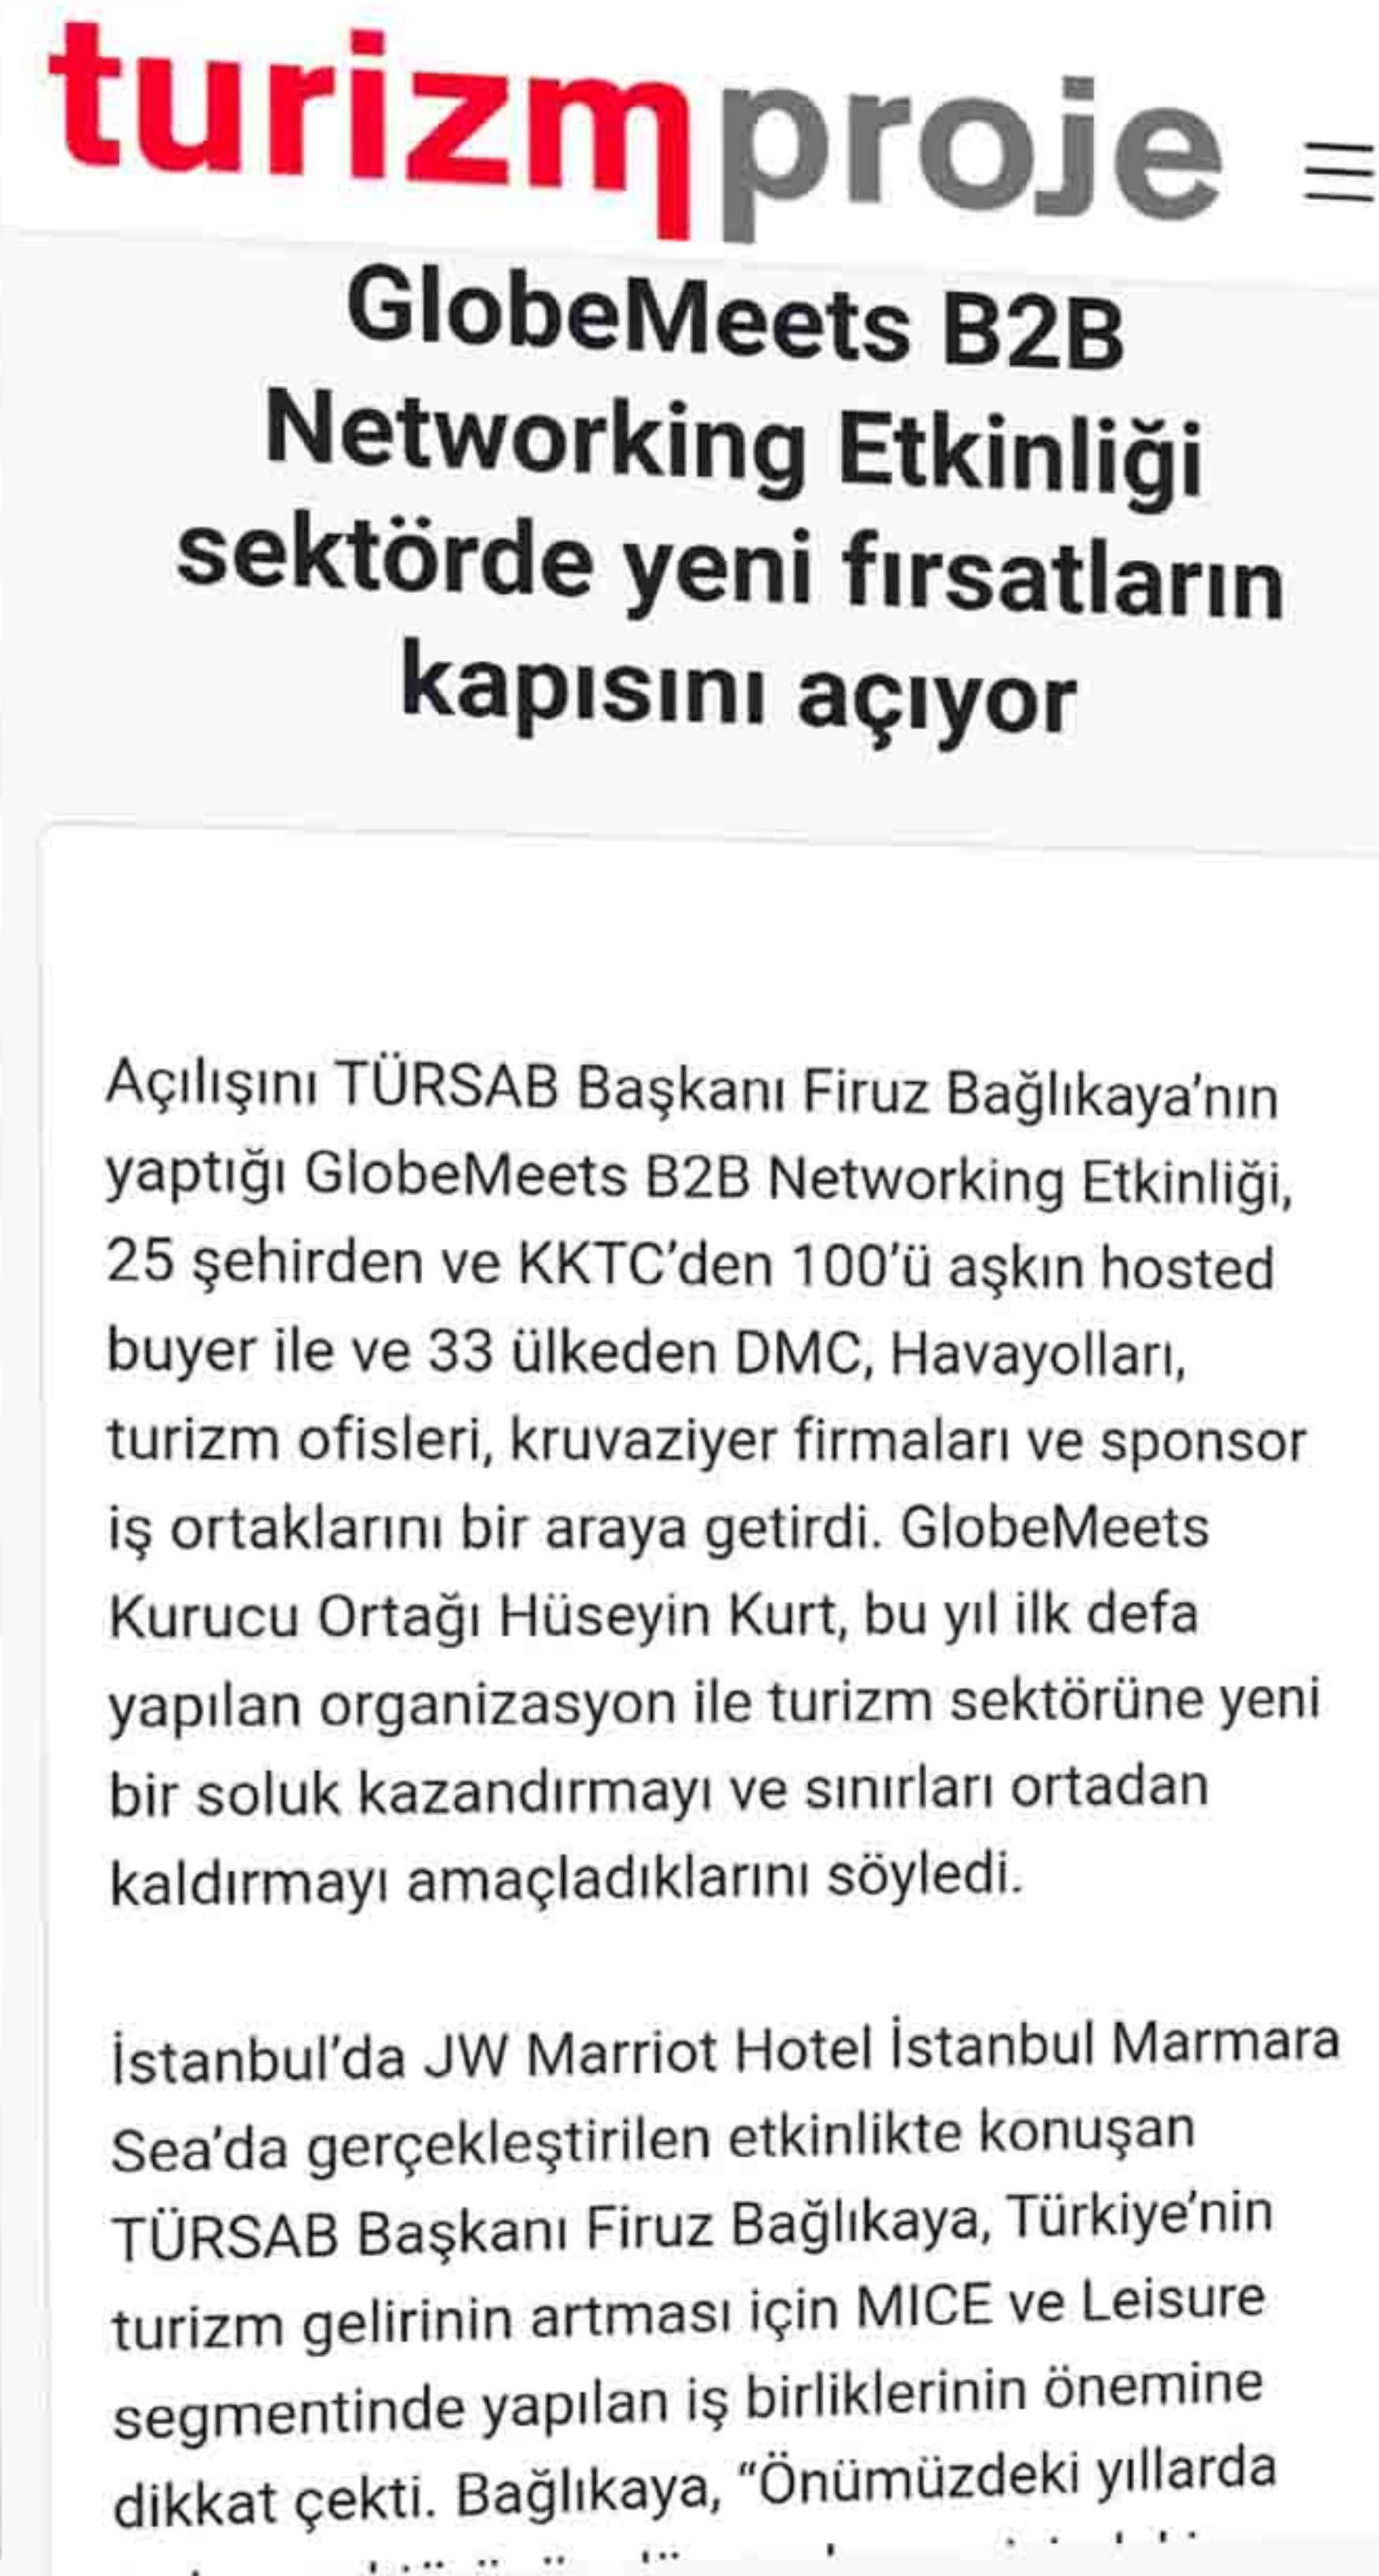 turizmproje
GlobeMeets B2B
Networking Etkinliği
sektörde yeni fırsatların
kapısını açıyor
Açılışını TÜRSAB Başkanı Firuz Bağlıkaya’nın
yaptığı GlobeMeets B2B Networking Etkinliği,
25 şehirden ve KKTC’den 100’ü aşkın hosted
buyer ile ve 33 ülkeden DMC, Havayolları,
turizm ofisleri, kruvaziyer firmaları ve sponsor
iş ortaklarını bir araya getirdi. GlobeMeets
Kurucu Ortağı Hüseyin Kurt, bu yıl ilk defa
yapılan organizasyon ile turizm sektörüne yeni
bir soluk kazandırmayı ve sınırları ortadan
kaldırmayı amaçladıklarını söyledi.
İstanbul’da JW Marriot Hotel İstanbul Marmara
Sea’da gerçekleştirilen etkinlikte konuşan
TÜRSAB Başkanı Firuz Bağlıkaya, Türkiye’nin
turizm gelirinin artması için MICE ve Leisure
segmentinde yapılan iş birliklerinin önemine
dikkat çekti. Bağlıkaya, “Önümüzdeki yıllarda